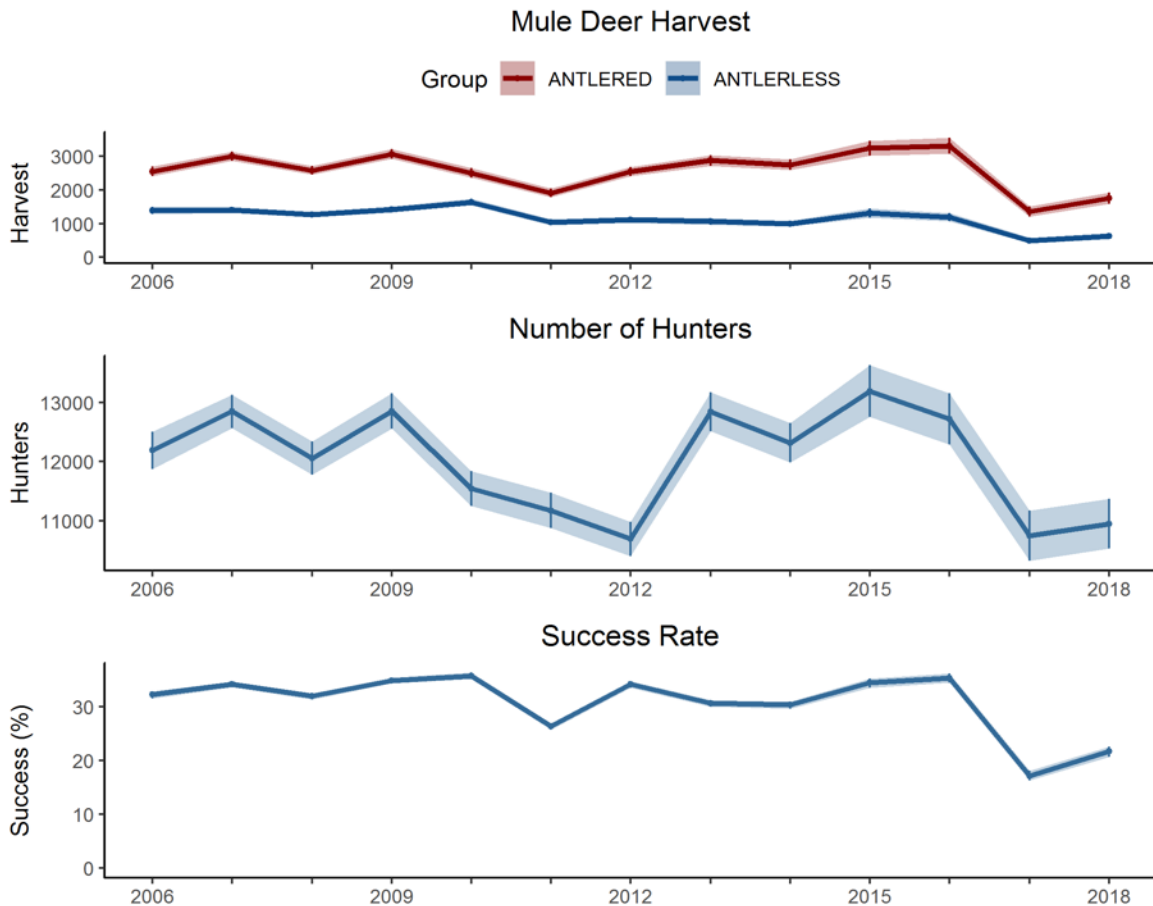 Mule Deer Harvest
Group ANTLERED ANTLERLESS
Harvest
3000
2000
1000
0
2006 2009 2012 2015 2018
Number of Hunters
Hunters
13000
12000
11000
2006 2009 2012 2015 2018
Success Rate
Success (%)
30
20
10
0
2006 2009 2012 2015 2018